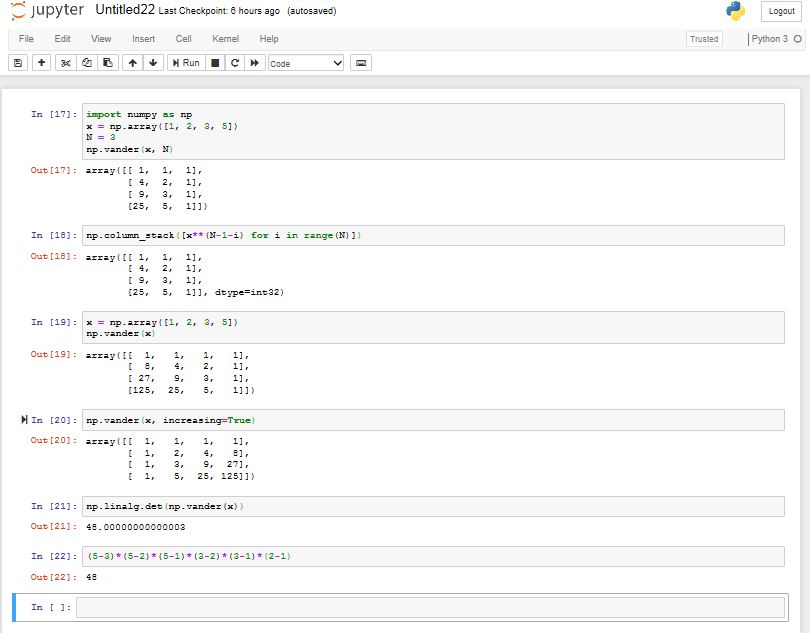 jupyter Untitled22 Last Checkpoint: 6 hours ago (autosaved) Logout
File Edit View Insert Cell Kernel Help Trusted Python 3
Run Code
In [17]: import numpy as np
x = np.array([1, 2, 3, 5])
N = 3
np.vander(x, N)
Out[17]: array([[ 1, 1, 1],
[ 4, 2, 1],
[ 9, 3, 1],
[25, 5, 1]])
In [18]: np.column_stack([x**(N-1-i) for i in range(N)])
Out[18]: array([[ 1, 1, 1],
[ 4, 2, 1],
[ 9, 3, 1],
[25, 5, 1]], dtype=int32)
In [19]: x = np.array([1, 2, 3, 5])
np.vander(x)
Out[19]: array([[ 1, 1, 1, 1],
[ 8, 4, 2, 1],
[ 27, 9, 3, 1],
[125, 25, 5, 1]])
In [20]: np.vander(x, increasing=True)
Out[20]: array([[ 1, 1, 1, 1],
[ 1, 2, 4, 8],
[ 1, 3, 9, 27],
[ 1, 5, 25, 125]])
In [21]: np.linalg.det(np.vander(x))
Out[21]: 48.00000000000003
In [22]: (5-3)*(5-2)*(5-1)*(3-2)*(3-1)*(2-1)
Out[22]: 48
In [ ]: